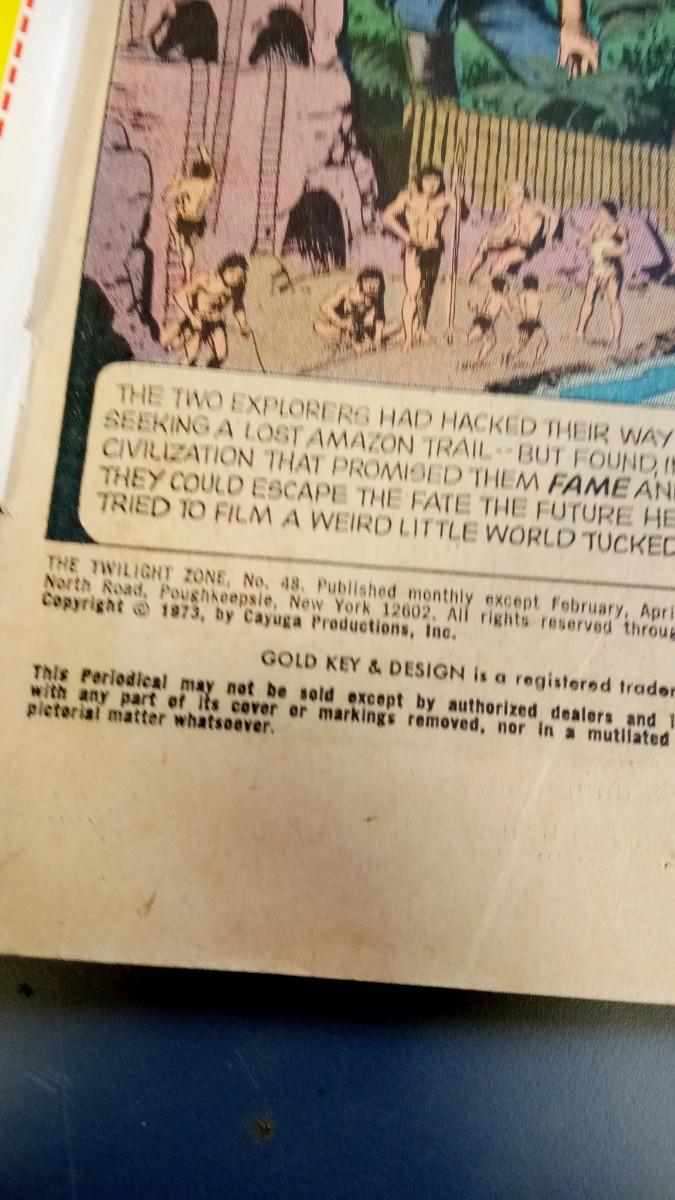 THE TWO EXPLORERS HAD HACKED THEIR WAY
SEEKING A LOST AMAZON TRAIL -- BUT FOUND, IN
CIVILIZATION THAT PROMISED THEM FAME AN
THEY COULD ESCAPE THE FATE THE FUTURE HE
TRIED TO FILM A WEIRD LITTLE WORLD TUCKED
THE TWILIGHT ZONE, No. 48. Published monthly except February, Apri
North Road, Poughkeepsie, New York 12602. All rights reserved throug
Copyright © 1973, by Cayuga Productions, Inc.
GOLD KEY & DESIGN is a registered trader
This Periodical may not be sold except by authorized dealers and i
with any part of its cover or markings removed, nor in a mutilated
pictorial matter whatsoever.